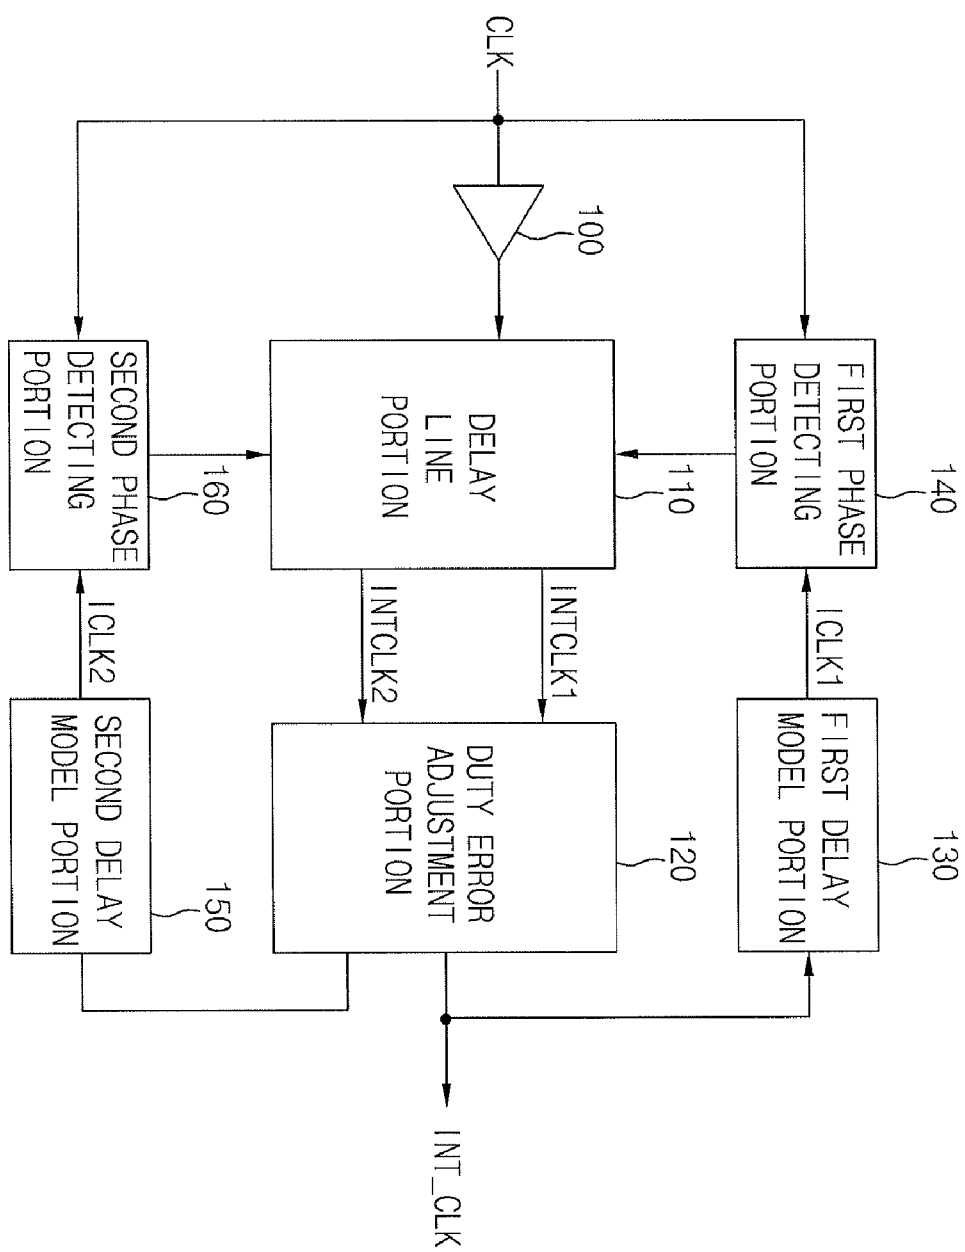 FIRST PHASE
DETECTING
PORTION
140
ICLK1
FIRST DELAY
MODEL PORTION
130
CLK
100
DELAY
LINE
PORTION
110
INTCLK1
INTCLK2
DUTY ERROR
ADJUSTMENT
PORTION
120
INT_CLK
SECOND PHASE
DETECTING
PORTION
160
ICLK2
SECOND DELAY
MODEL PORTION
150